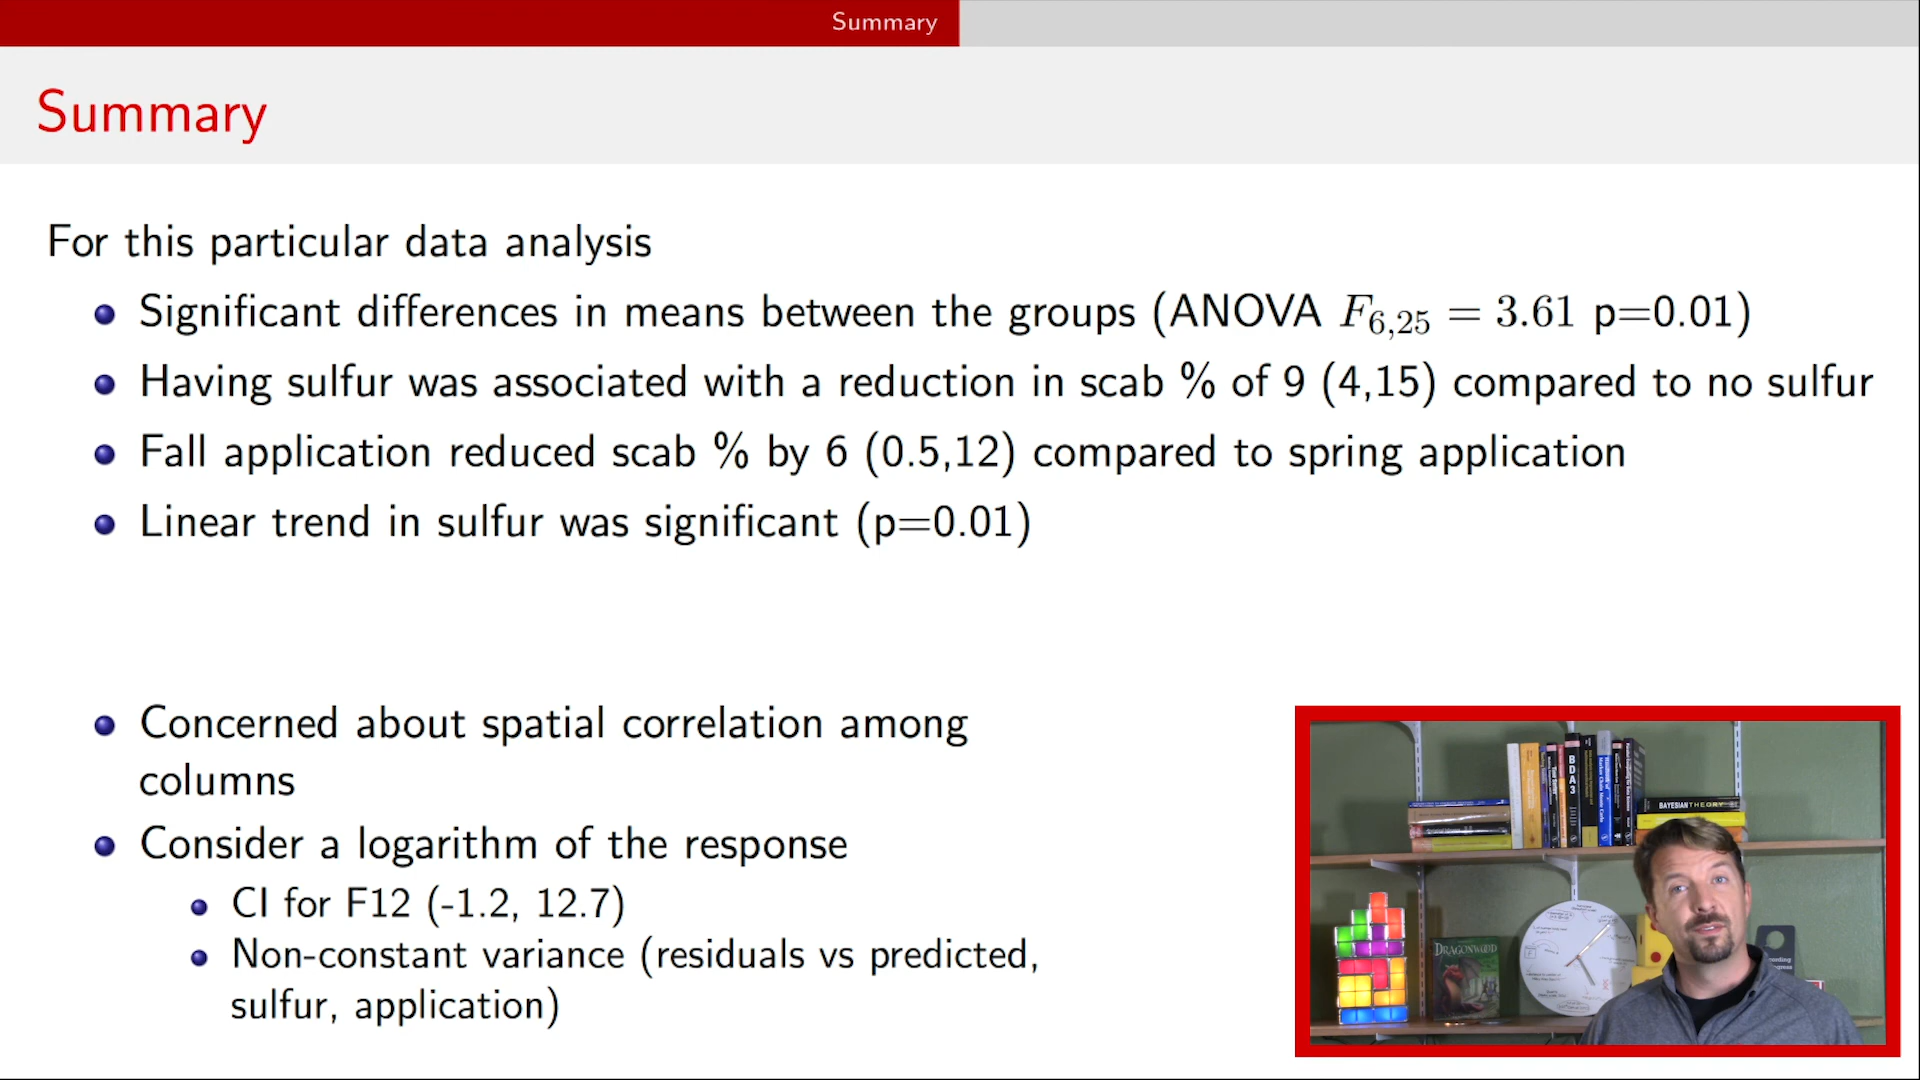 Summary
Summary
For this particular data analysis
Significant differences in means between the groups (ANOVA F6,25 = 3.61 p=0.01)
Having sulfur was associated with a reduction in scab % of 9 (4,15) compared to no sulfur
Fall application reduced scab % by 6 (0.5,12) compared to spring application
Linear trend in sulfur was significant (p=0.01)
Concerned about spatial correlation among
columns
Consider a logarithm of the response
CI for F12 (-1.2, 12.7)
Non-constant variance (residuals vs predicted,
sulfur, application)
BDA3
BAYESIAN THEORY
DRAGONWOOD